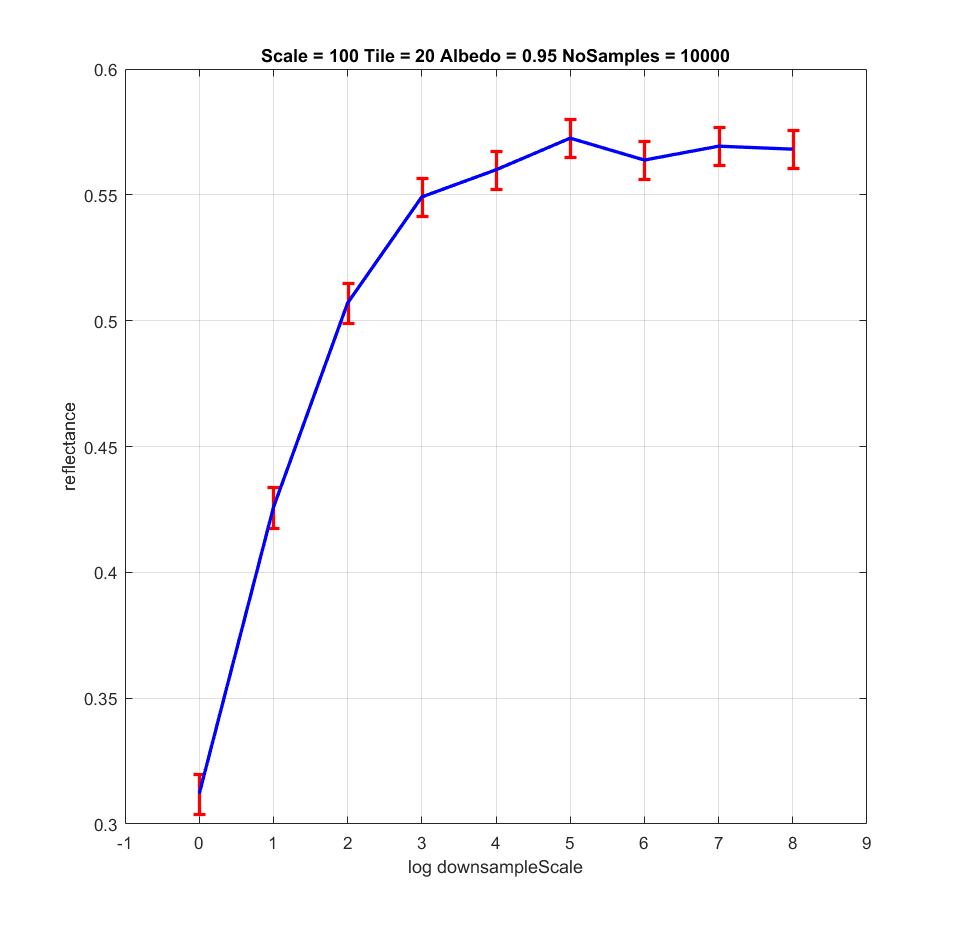 Scale = 100 Tile = 20 Albedo = 0.95 NoSamples = 10000
0.6
0.55
0.5
0.45
0.4
0.35
0.3
reflectance
-1 0 1 2 3 4 5 6 7 8 9
log downsampleScale